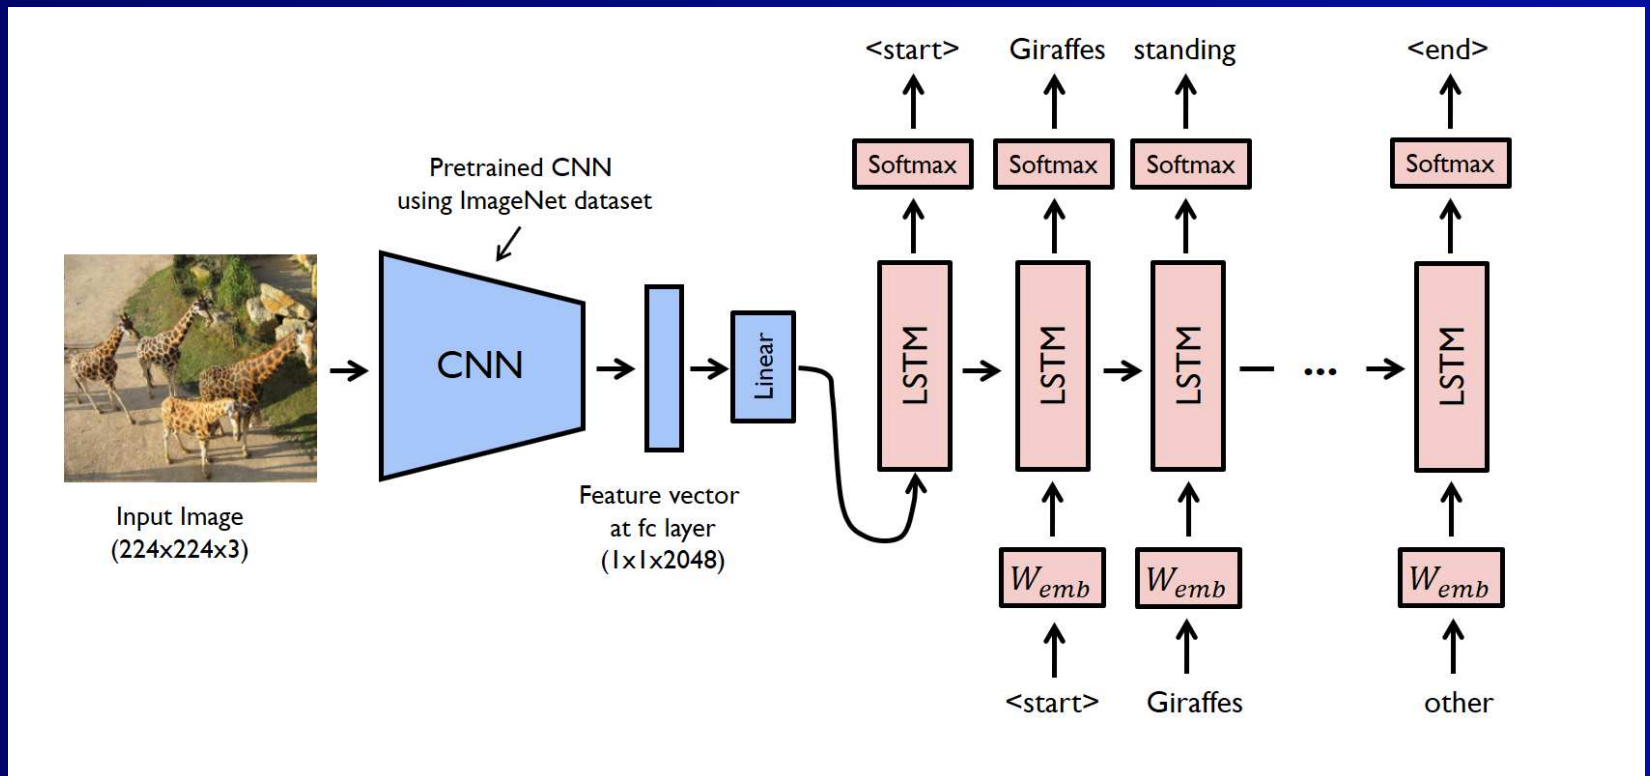 <start> Giraffes standing <end>
Softmax Softmax Softmax Softmax
Pretrained CNN
using ImageNet dataset
CNN
Linear
LSTM LSTM LSTM ... LSTM
Input Image
(224x224x3)
Feature vector
at fc layer
(1x1x2048)
W_emb W_emb W_emb
<start> Giraffes other